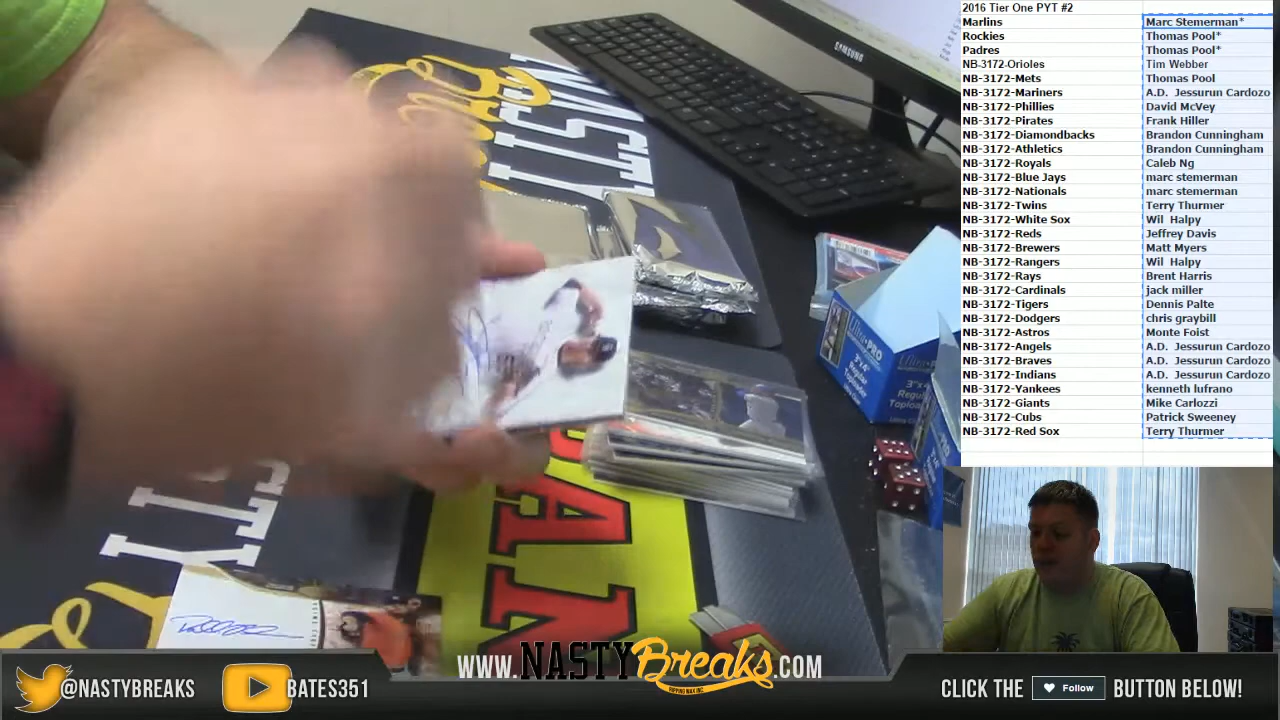 2016 Tier One PYT #2
Marlins Marc Stemerman*
Rockies Thomas Pool*
Padres Thomas Pool*
NB-3172-Orioles Tim Webber
NB-3172-Mets Thomas Pool
NB-3172-Mariners A.D. Jessurun Cardozo
NB-3172-Phillies David McVey
NB-3172-Pirates Frank Hiller
NB-3172-Diamondbacks Brandon Cunningham
NB-3172-Athletics Brandon Cunningham
NB-3172-Royals Caleb Ng
NB-3172-Blue Jays marc stemerman
NB-3172-Nationals marc stemerman
NB-3172-Twins Terry Thurmer
NB-3172-White Sox Wil Halpy
NB-3172-Reds Jeffrey Davis
NB-3172-Brewers Matt Myers
NB-3172-Rangers Wil Halpy
NB-3172-Rays Brent Harris
NB-3172-Cardinals jack miller
NB-3172-Tigers Dennis Palte
NB-3172-Dodgers chris graybill
NB-3172-Astros Monte Foist
NB-3172-Angels A.D. Jessurun Cardozo
NB-3172-Braves A.D. Jessurun Cardozo
NB-3172-Indians A.D. Jessurun Cardozo
NB-3172-Yankees kenneth lufrano
NB-3172-Giants Mike Carlozzi
NB-3172-Cubs Patrick Sweeney
NB-3172-Red Sox Terry Thurmer
SAMSUNG
Ultra·PRO
3"x4"
Regular
Toploader
@NASTYBREAKS
BATES351
WWW.NASTYBreaks.COM
RIPPING WAX INC
CLICK THE Follow BUTTON BELOW!